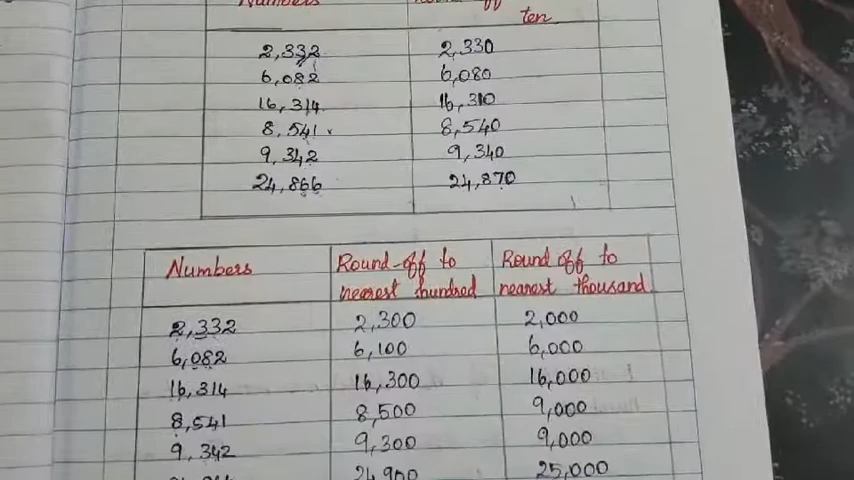 ten
2,332 2,330
6,082 6,080
16,314 16,310
8,541 8,540
9,342 9,340
24,866 24,870
Numbers Round-off to nearest hundred Round off to nearest thousand
2,332 2,300 2,000
6,082 6,100 6,000
16,314 16,300 16,000
8,541 8,500 9,000
9,342 9,300 9,000
24,900 25,000